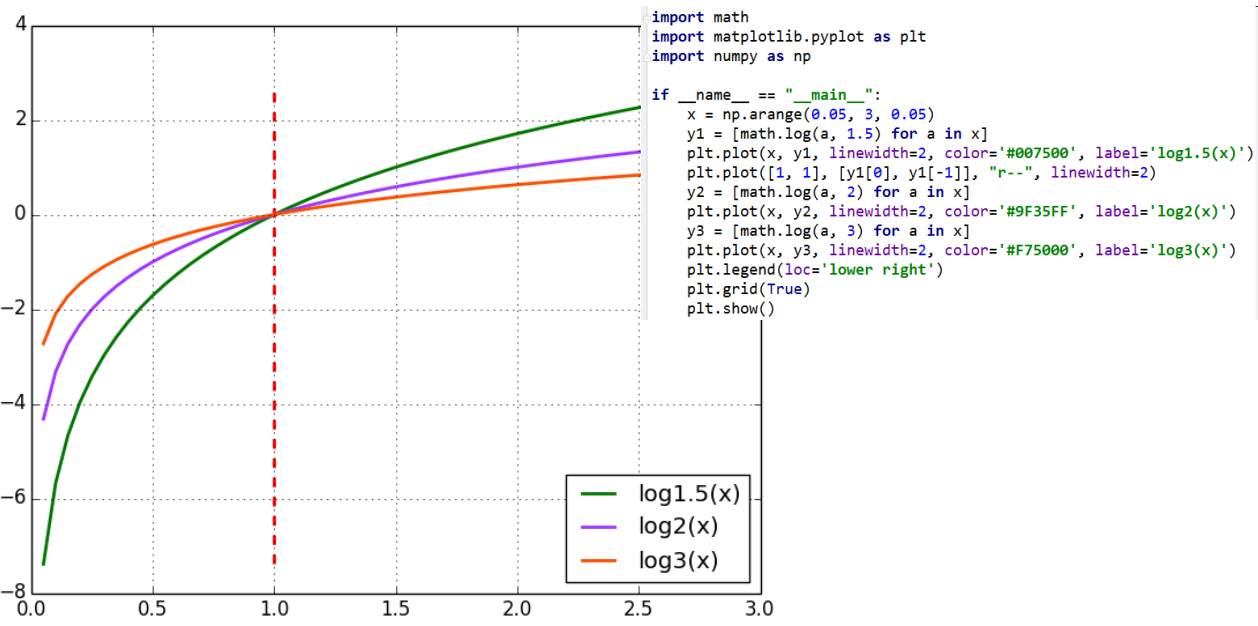 4
2
0
−2
−4
−6
−8
0.0 0.5 1.0 1.5 2.0 2.5 3.0
log1.5(x)
log2(x)
log3(x)
import math
import matplotlib.pyplot as plt
import numpy as np
if __name__ == "__main__":
    x = np.arange(0.05, 3, 0.05)
    y1 = [math.log(a, 1.5) for a in x]
    plt.plot(x, y1, linewidth=2, color='#007500', label='log1.5(x)')
    plt.plot([1, 1], [y1[0], y1[-1]], "r--", linewidth=2)
    y2 = [math.log(a, 2) for a in x]
    plt.plot(x, y2, linewidth=2, color='#9F35FF', label='log2(x)')
    y3 = [math.log(a, 3) for a in x]
    plt.plot(x, y3, linewidth=2, color='#F75000', label='log3(x)')
    plt.legend(loc='lower right')
    plt.grid(True)
    plt.show()